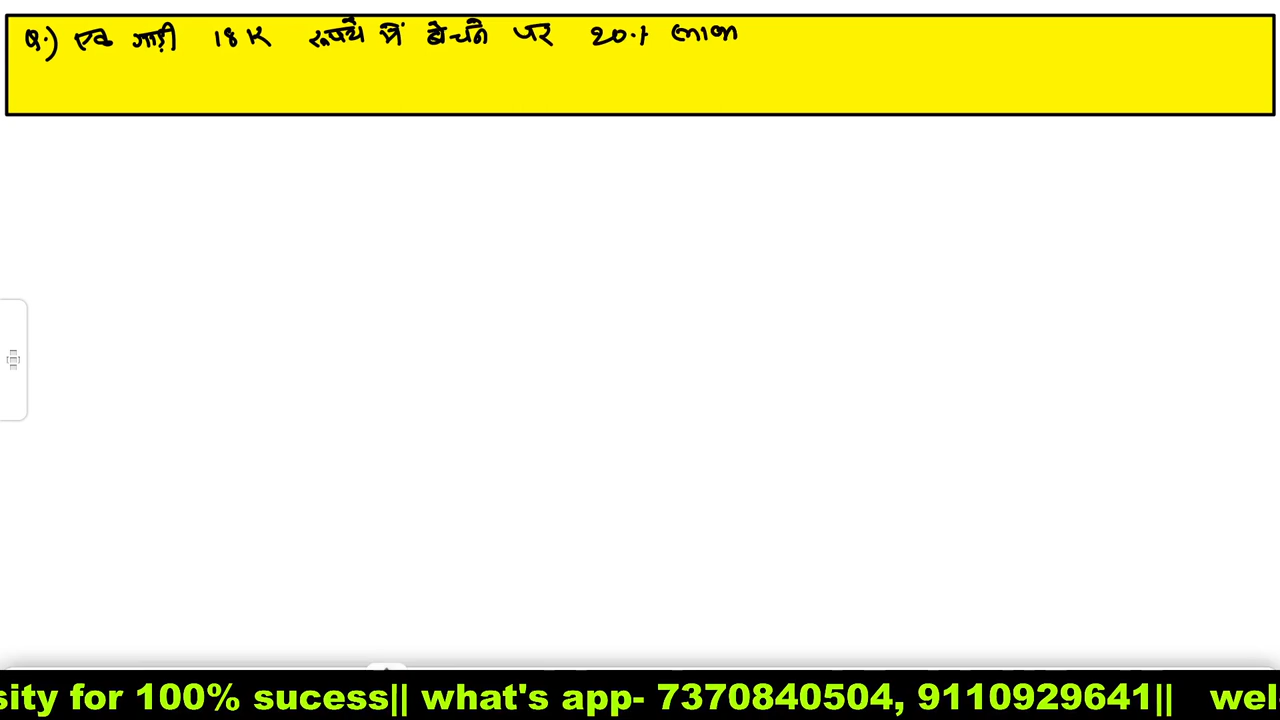 Q.) एक गाड़ी 18K रूपये में बेचने पर 20% लाभ
sity for 100% sucess|| what's app- 7370840504, 9110929641||    wel